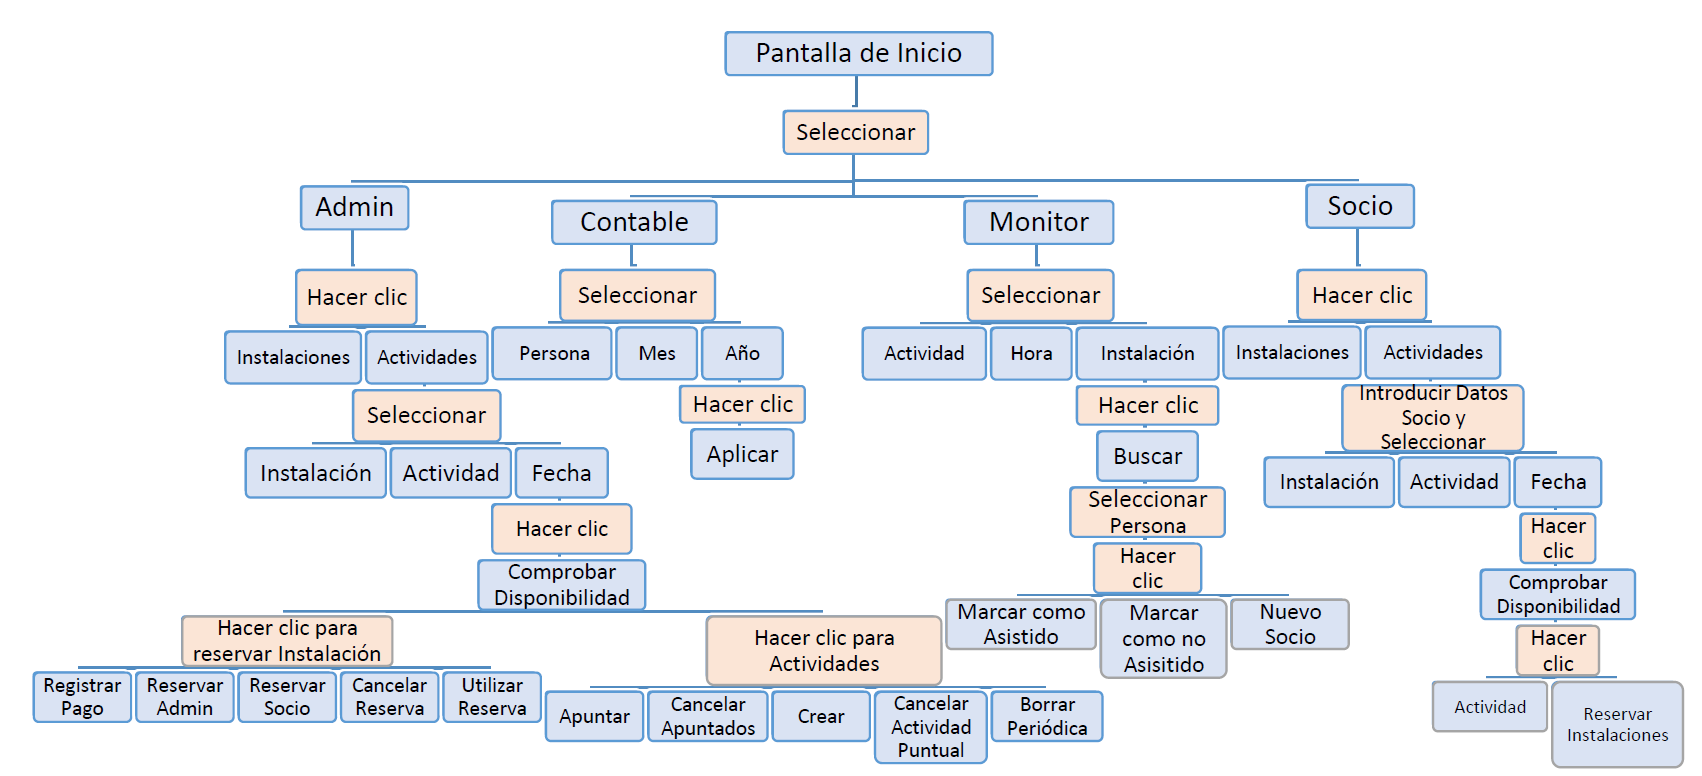 Pantalla de Inicio
Seleccionar
Admin
Contable
Monitor
Socio
Hacer clic
Seleccionar
Seleccionar
Hacer clic
Instalaciones
Actividades
Persona
Mes
Año
Actividad
Hora
Instalación
Instalaciones
Actividades
Seleccionar
Hacer clic
Hacer clic
Introducir Datos
Socio y
Seleccionar
Instalación
Actividad
Fecha
Aplicar
Buscar
Instalación
Actividad
Fecha
Hacer clic
Seleccionar
Persona
Hacer
clic
Comprobar
Disponibilidad
Hacer
clic
Comprobar
Disponibilidad
Hacer clic para
reservar Instalación
Hacer clic para
Actividades
Marcar como
Asistido
Marcar
como no
Asisitido
Nuevo
Socio
Hacer
clic
Registrar
Pago
Reservar
Admin
Reservar
Socio
Cancelar
Reserva
Utilizar
Reserva
Apuntar
Cancelar
Apuntados
Crear
Cancelar
Actividad
Puntual
Borrar
Periódica
Actividad
Reservar
Instalaciones